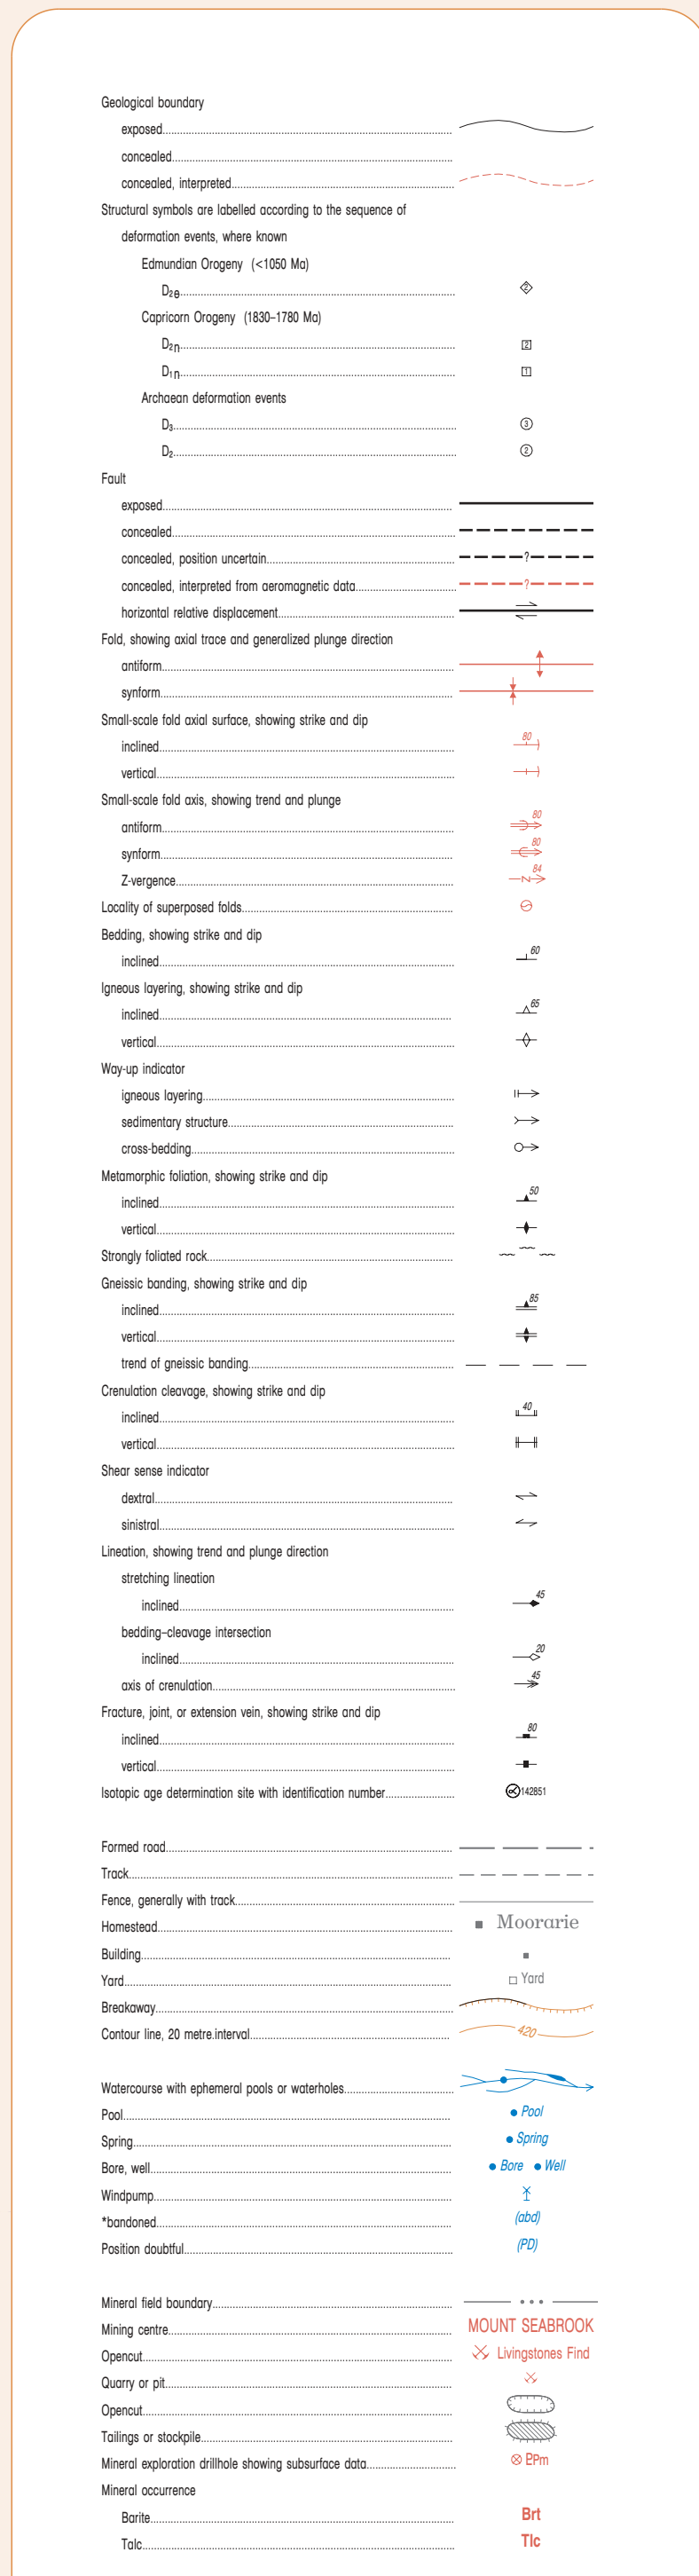 Geological boundary
exposed
concealed
concealed, interpreted
Structural symbols are labelled according to the sequence of
deformation events, where known
Edmundian Orogeny (<1050 Ma)
D₂e 2
Capricorn Orogeny (1830–1780 Ma)
D₂n 2
D₁n 1
Archaean deformation events
D₃ 3
D₂ 2
Fault
exposed
concealed
concealed, position uncertain ?
concealed, interpreted from aeromagnetic data ?
horizontal relative displacement
Fold, showing axial trace and generalized plunge direction
antiform
synform
Small-scale fold axial surface, showing strike and dip
inclined 80
vertical
Small-scale fold axis, showing trend and plunge
antiform 80
synform 80
Z-vergence Z 84
Locality of superposed folds
Bedding, showing strike and dip
inclined 60
Igneous layering, showing strike and dip
inclined 65
vertical
Way-up indicator
igneous layering
sedimentary structure
cross-bedding
Metamorphic foliation, showing strike and dip
inclined 50
vertical
Strongly foliated rock
Gneissic banding, showing strike and dip
inclined 85
vertical
trend of gneissic banding
Crenulation cleavage, showing strike and dip
inclined 40
vertical
Shear sense indicator
dextral
sinistral
Lineation, showing trend and plunge direction
stretching lineation
inclined 45
bedding–cleavage intersection
inclined 20
axis of crenulation 45
Fracture, joint, or extension vein, showing strike and dip
inclined 80
vertical
Isotopic age determination site with identification number 142851
Formed road
Track
Fence, generally with track
Homestead Moorarie
Building
Yard Yard
Breakaway
Contour line, 20 metre.interval 420
Watercourse with ephemeral pools or waterholes
Pool Pool
Spring Spring
Bore, well Bore Well
Windpump
*bandoned (abd)
Position doubtful (PD)
Mineral field boundary
Mining centre MOUNT SEABROOK
Opencut Livingstones Find
Quarry or pit
Opencut
Tailings or stockpile
Mineral exploration drillhole showing subsurface data
Mineral occurrence
Barite Brt
Talc Tlc